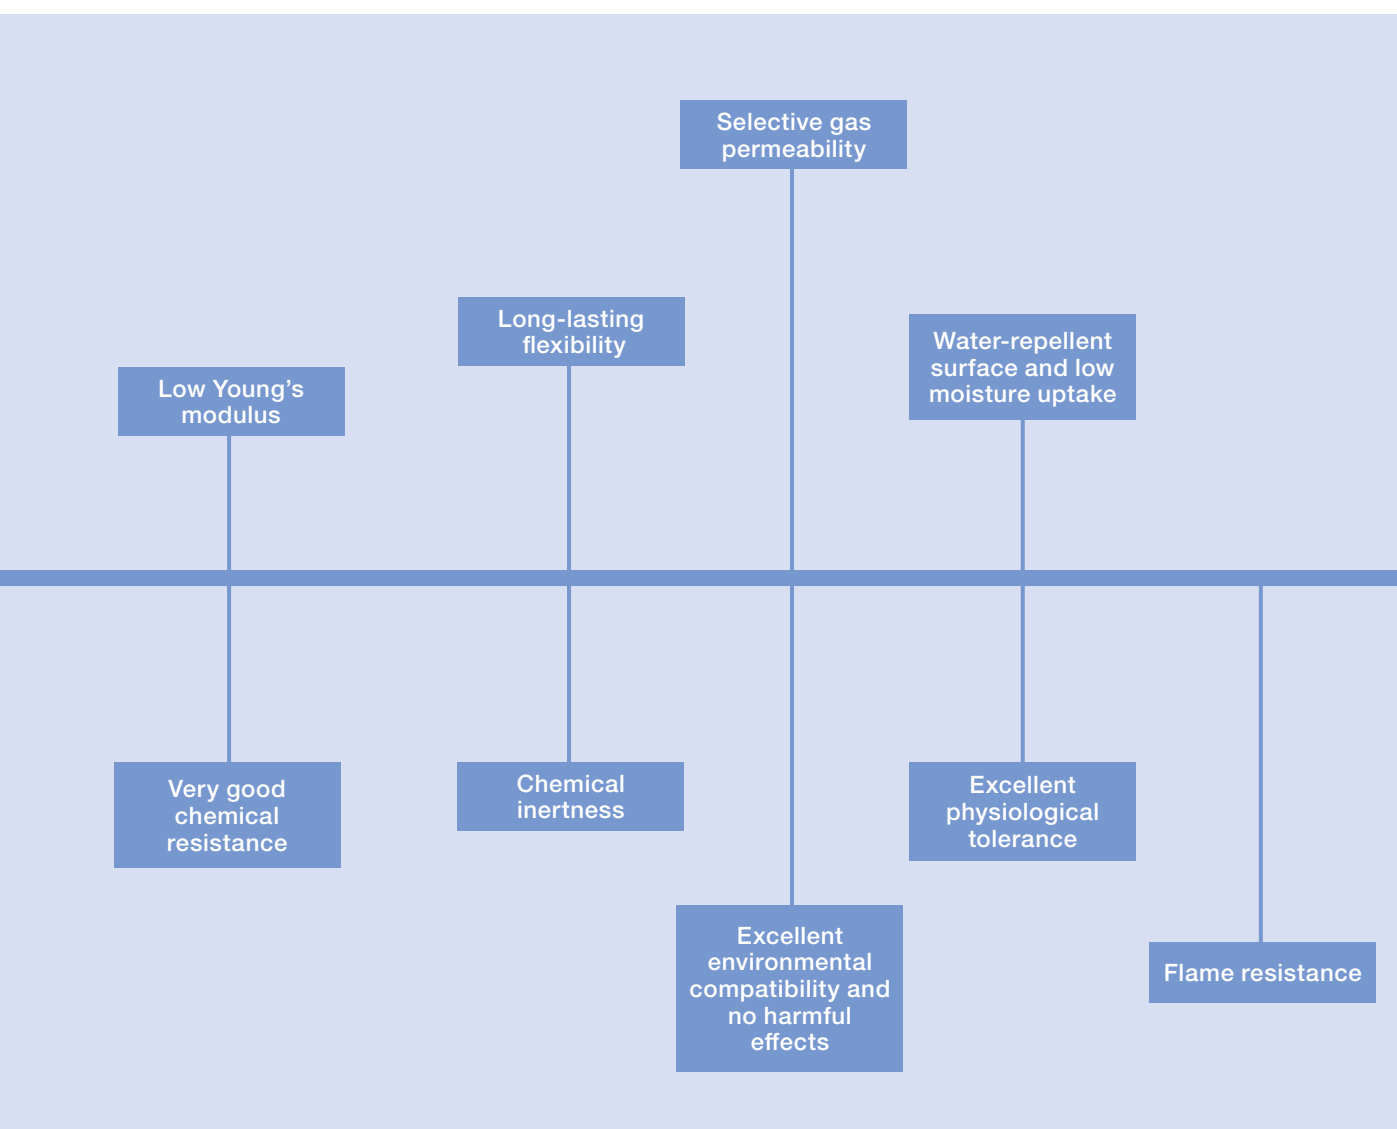 Selective gas
permeability
Long-lasting
flexibility
Water-repellent
surface and low
moisture uptake
Low Young’s
modulus
Very good
chemical
resistance
Chemical
inertness
Excellent
physiological
tolerance
Excellent
environmental
compatibility and
no harmful
effects
Flame resistance